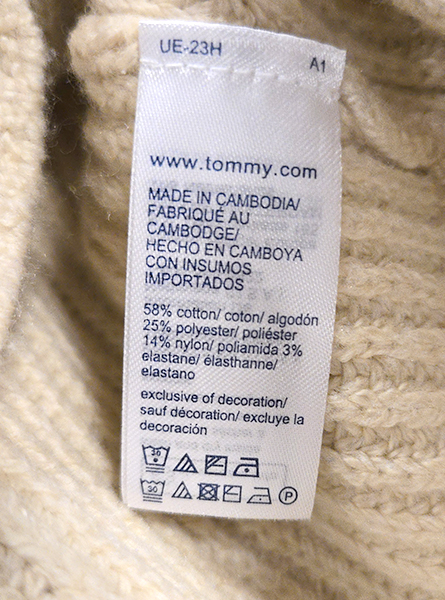 UE-23H A1
www.tommy.com
MADE IN CAMBODIA/
FABRIQUÉ AU
CAMBODGE/
HECHO EN CAMBOYA
CON INSUMOS
IMPORTADOS
58% cotton/ coton/ algodón
25% polyester/ poliéster
14% nylon/ poliamida 3%
elastane/ élasthanne/
elastano
exclusive of decoration/
sauf décoration/ excluye la
decoración
30
30 P